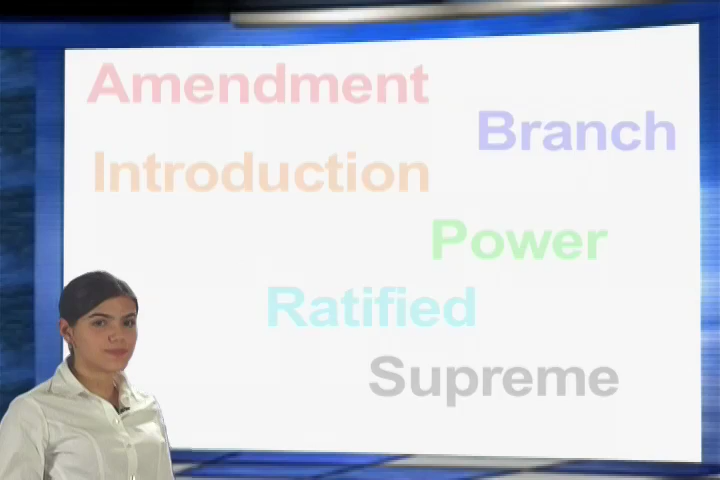 Amendment
Branch
Introduction
Power
Ratified
Supreme